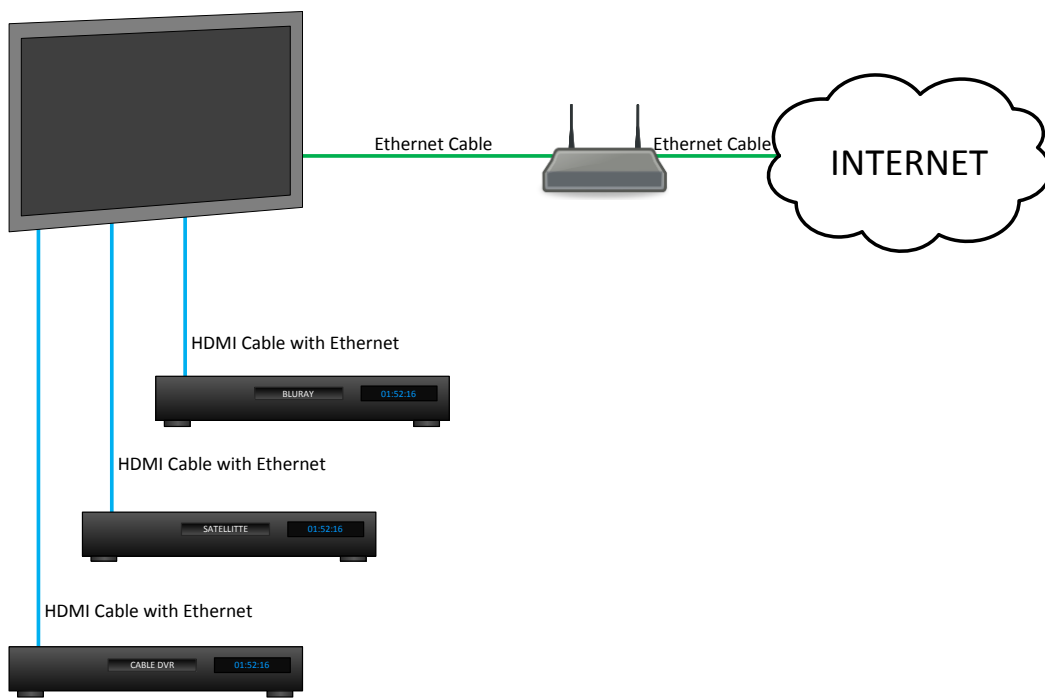 Ethernet Cable
Ethernet Cable
INTERNET
HDMI Cable with Ethernet
BLURAY
01:52:16
HDMI Cable with Ethernet
SATELLITTE
01:52:16
HDMI Cable with Ethernet
CABLE DVR
01:52:16